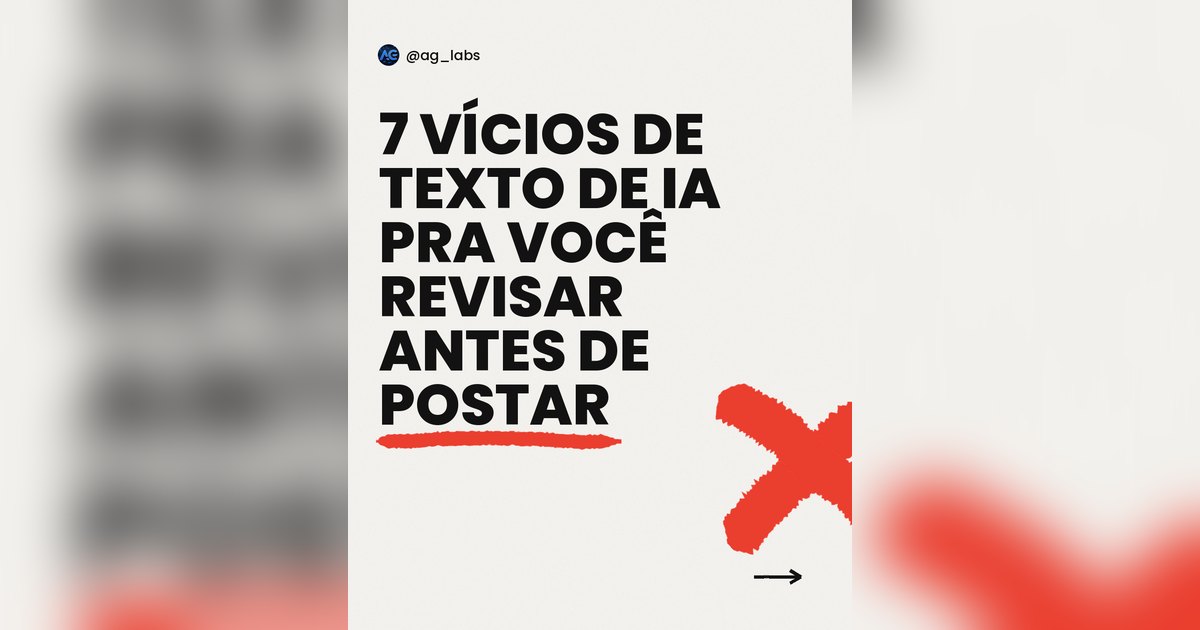 @ag_labs
7 VÍCIOS DE
TEXTO DE IA
PRA VOCÊ
REVISAR
ANTES DE
POSTAR